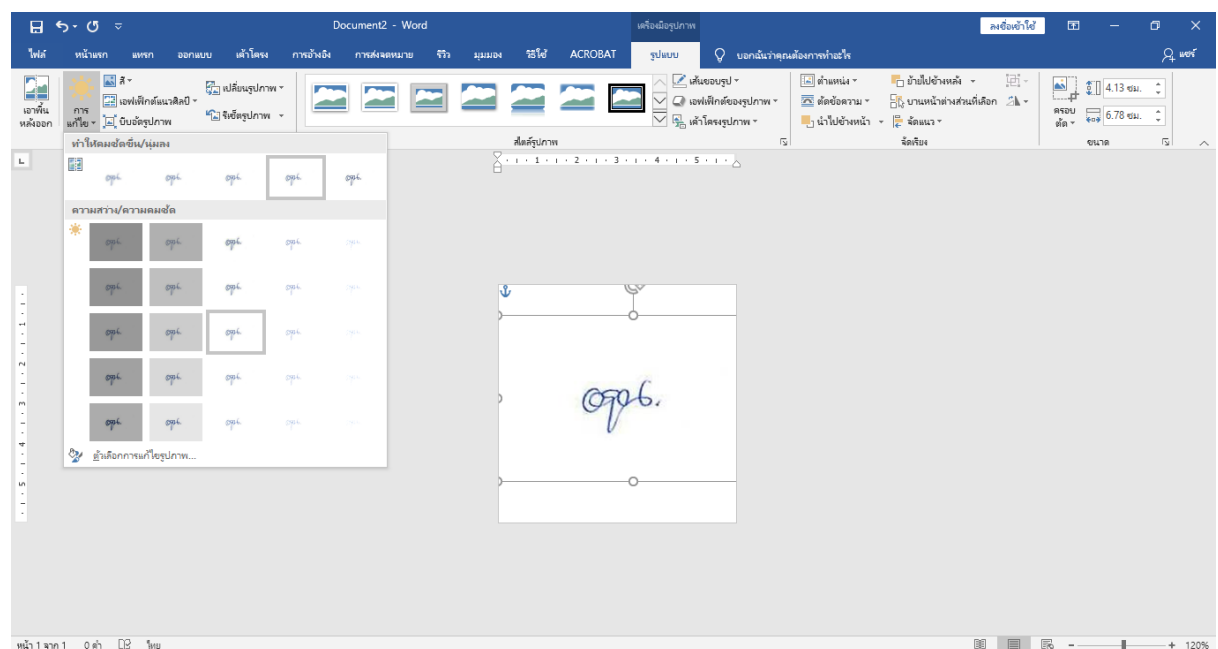 Document2 - Word
เครื่องมือรูปภาพ
ลงชื่อเข้าใช้
ไฟล์ หน้าแรก แทรก ออกแบบ เค้าโครง การอ้างอิง การส่งจดหมาย รีวิว มุมมอง วิธีใช้ ACROBAT รูปแบบ บอกฉันว่าคุณต้องการทำอะไร แชร์
เอาพื้นหลังออก
การแก้ไข
สี
เอฟเฟ็กต์แนวศิลป์
บีบอัดรูปภาพ
เปลี่ยนรูปภาพ
รีเซ็ตรูปภาพ
เส้นขอบรูป
เอฟเฟ็กต์ของรูปภาพ
เค้าโครงรูปภาพ
ตำแหน่ง
ตัดข้อความ
นำไปข้างหน้า
ย้ายไปข้างหลัง
บานหน้าต่างส่วนที่เลือก
จัดแนว
ครอบตัด
4.13 ซม.
6.78 ซม.
สไตล์รูปภาพ
จัดเรียง
ขนาด
ทำให้คมชัดขึ้น/นุ่มลง
ความสว่าง/ความคมชัด
ตัวเลือกการแก้ไขรูปภาพ...
1 2 3 4 5
1 2 3 4 5
หน้า 1 จาก 1 0 คำ ไทย
120%